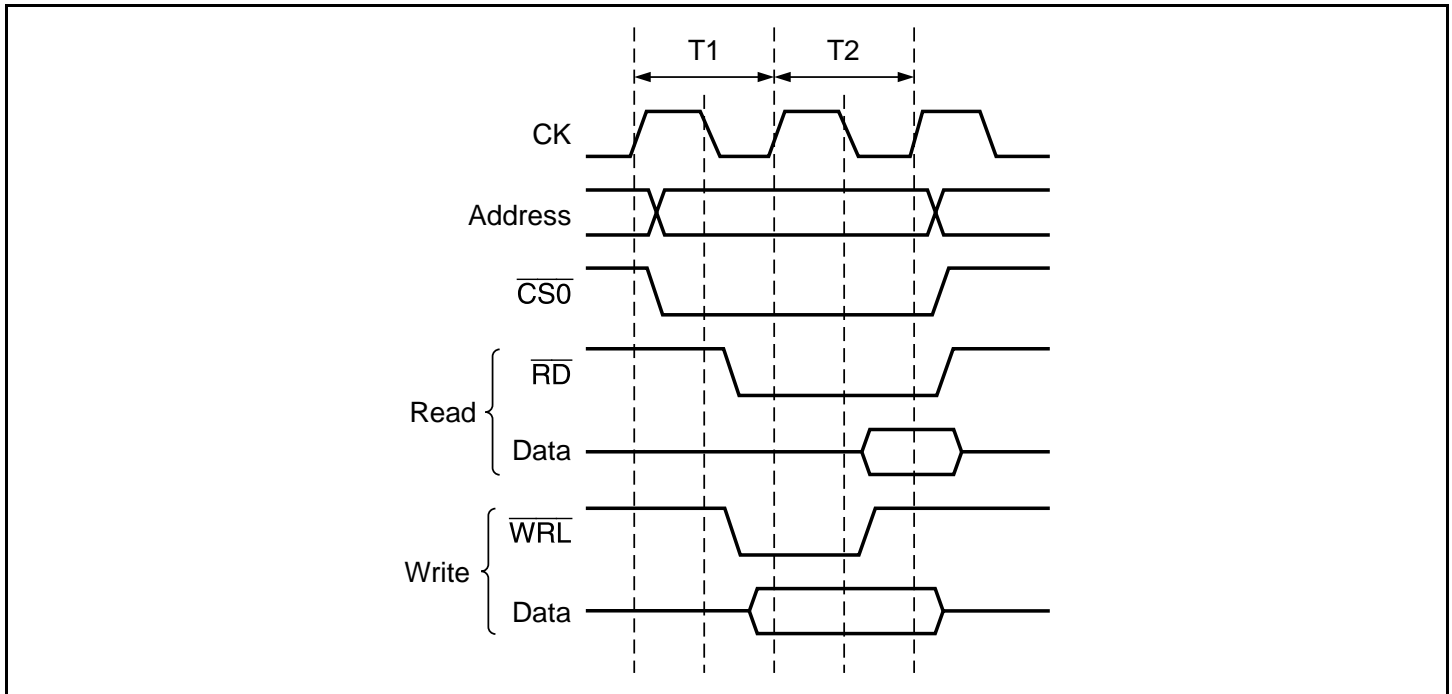 T1 T2
CK
Address
CS0
RD
Read
Data
WRL
Write
Data